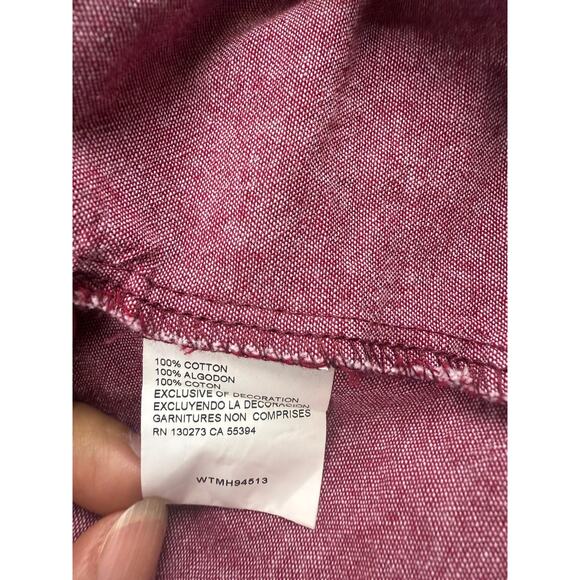 100% COTTON
100% ALGODON
100% COTON
EXCLUSIVE OF DECORATION
EXCLUYENDO LA DECORACION
GARNITURES NON COMPRISES
RN 130273 CA 55394
WTMH94513